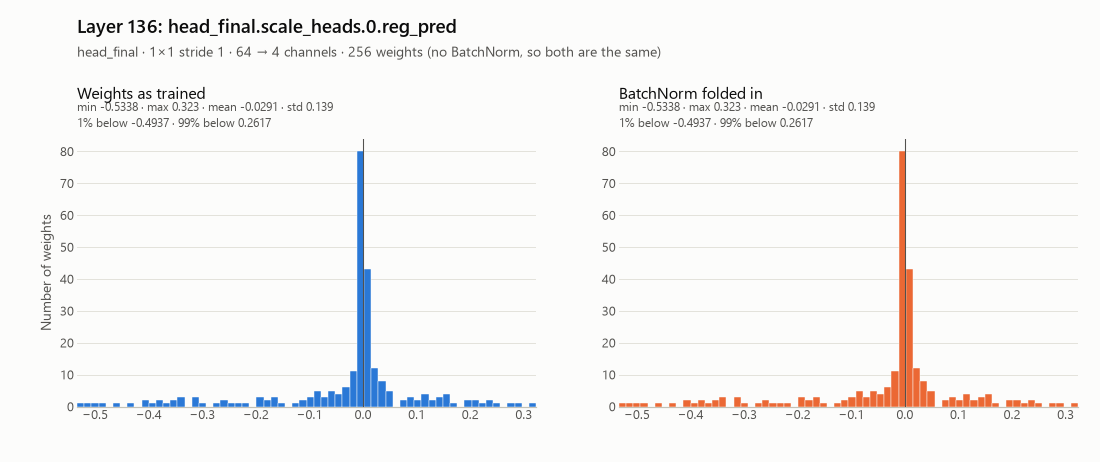 Layer 136: head_final.scale_heads.0.reg_pred
head_final · 1×1 stride 1 · 64 → 4 channels · 256 weights (no BatchNorm, so both are the same)
Weights as trained
min -0.5338 · max 0.323 · mean -0.0291 · std 0.139
1% below -0.4937 · 99% below 0.2617
Number of weights
80
70
60
50
40
30
20
10
0
−0.5 −0.4 −0.3 −0.2 −0.1 0.0 0.1 0.2 0.3
BatchNorm folded in
min -0.5338 · max 0.323 · mean -0.0291 · std 0.139
1% below -0.4937 · 99% below 0.2617
80
70
60
50
40
30
20
10
0
−0.5 −0.4 −0.3 −0.2 −0.1 0.0 0.1 0.2 0.3